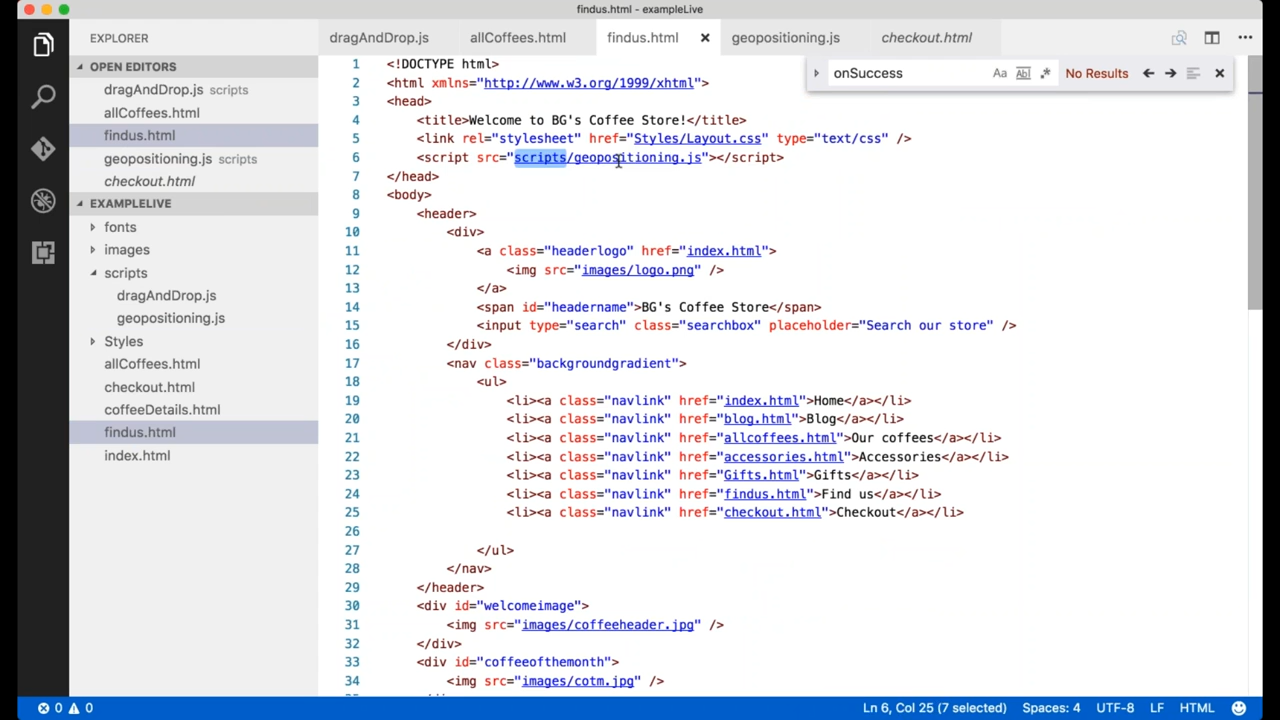 findus.html - exampleLive
EXPLORER
OPEN EDITORS
dragAndDrop.js scripts
allCoffees.html
findus.html
geopositioning.js scripts
checkout.html
EXAMPLELIVE
fonts
images
scripts
dragAndDrop.js
geopositioning.js
Styles
allCoffees.html
checkout.html
coffeeDetails.html
findus.html
index.html
dragAndDrop.js allCoffees.html findus.html geopositioning.js checkout.html
onSuccess Aa Abl .* No Results
1 <!DOCTYPE html>
2 <html xmlns="http://www.w3.org/1999/xhtml">
3 <head>
4 <title>Welcome to BG's Coffee Store!</title>
5 <link rel="stylesheet" href="Styles/Layout.css" type="text/css" />
6 <script src="scripts/geopositioning.js"></script>
7 </head>
8 <body>
9 <header>
10 <div>
11 <a class="headerlogo" href="index.html">
12 <img src="images/logo.png" />
13 </a>
14 <span id="headername">BG's Coffee Store</span>
15 <input type="search" class="searchbox" placeholder="Search our store" />
16 </div>
17 <nav class="backgroundgradient">
18 <ul>
19 <li><a class="navlink" href="index.html">Home</a></li>
20 <li><a class="navlink" href="blog.html">Blog</a></li>
21 <li><a class="navlink" href="allcoffees.html">Our coffees</a></li>
22 <li><a class="navlink" href="accessories.html">Accessories</a></li>
23 <li><a class="navlink" href="Gifts.html">Gifts</a></li>
24 <li><a class="navlink" href="findus.html">Find us</a></li>
25 <li><a class="navlink" href="checkout.html">Checkout</a></li>
26
27 </ul>
28 </nav>
29 </header>
30 <div id="welcomeimage">
31 <img src="images/coffeeheader.jpg" />
32 </div>
33 <div id="coffeeofthemonth">
34 <img src="images/cotm.jpg" />
0 0 Ln 6, Col 25 (7 selected) Spaces: 4 UTF-8 LF HTML